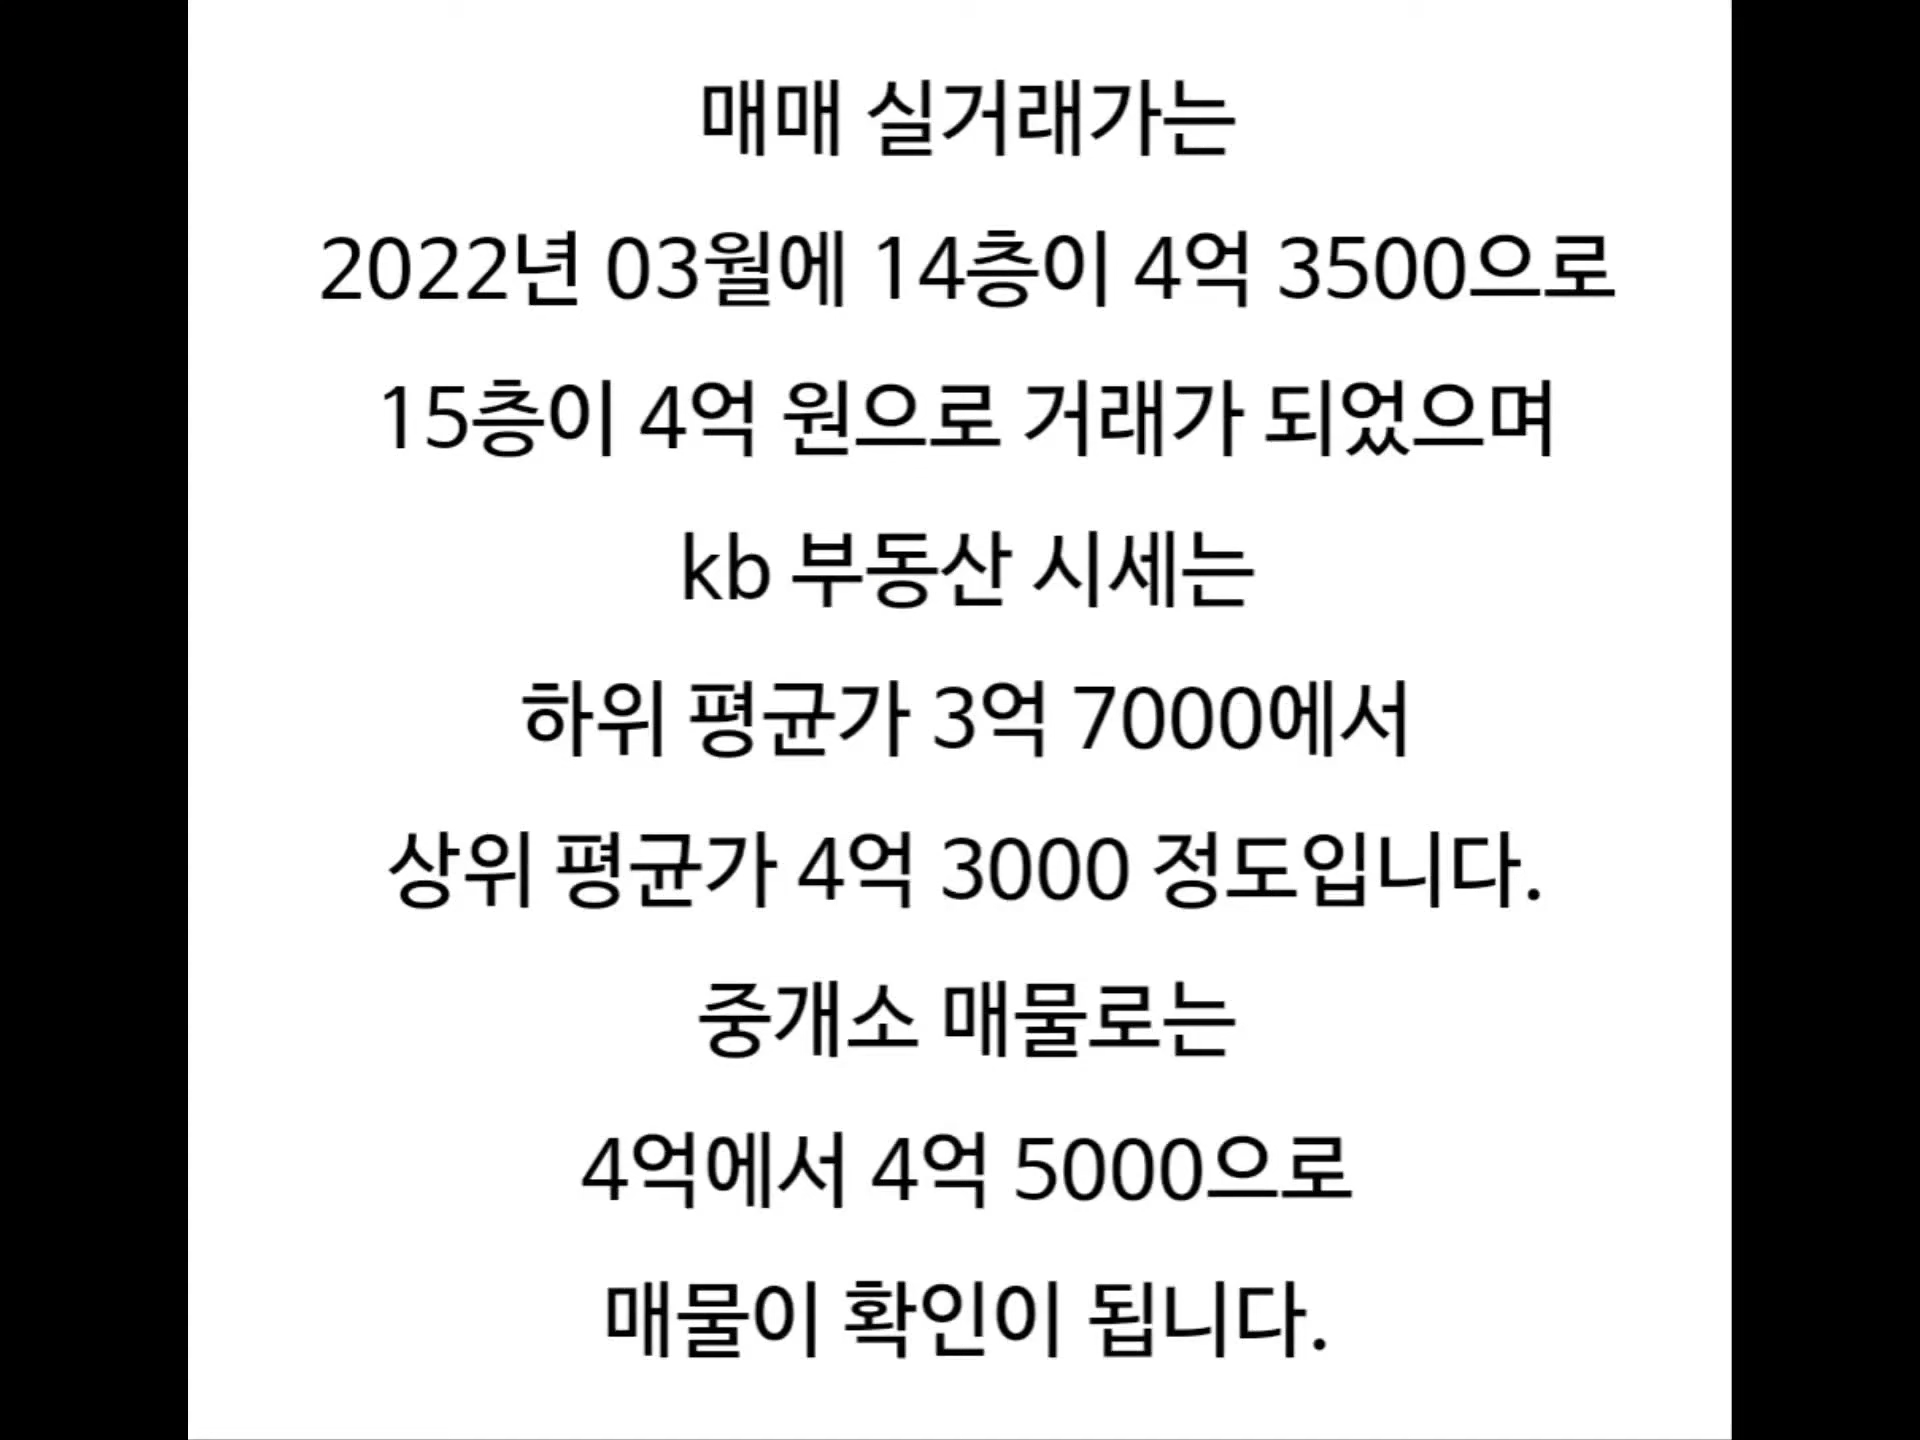 매매 실거래가는
2022년 03월에 14층이 4억 3500으로
15층이 4억 원으로 거래가 되었으며
kb 부동산 시세는
하위 평균가 3억 7000에서
상위 평균가 4억 3000 정도입니다.
중개소 매물로는
4억에서 4억 5000으로
매물이 확인이 됩니다.